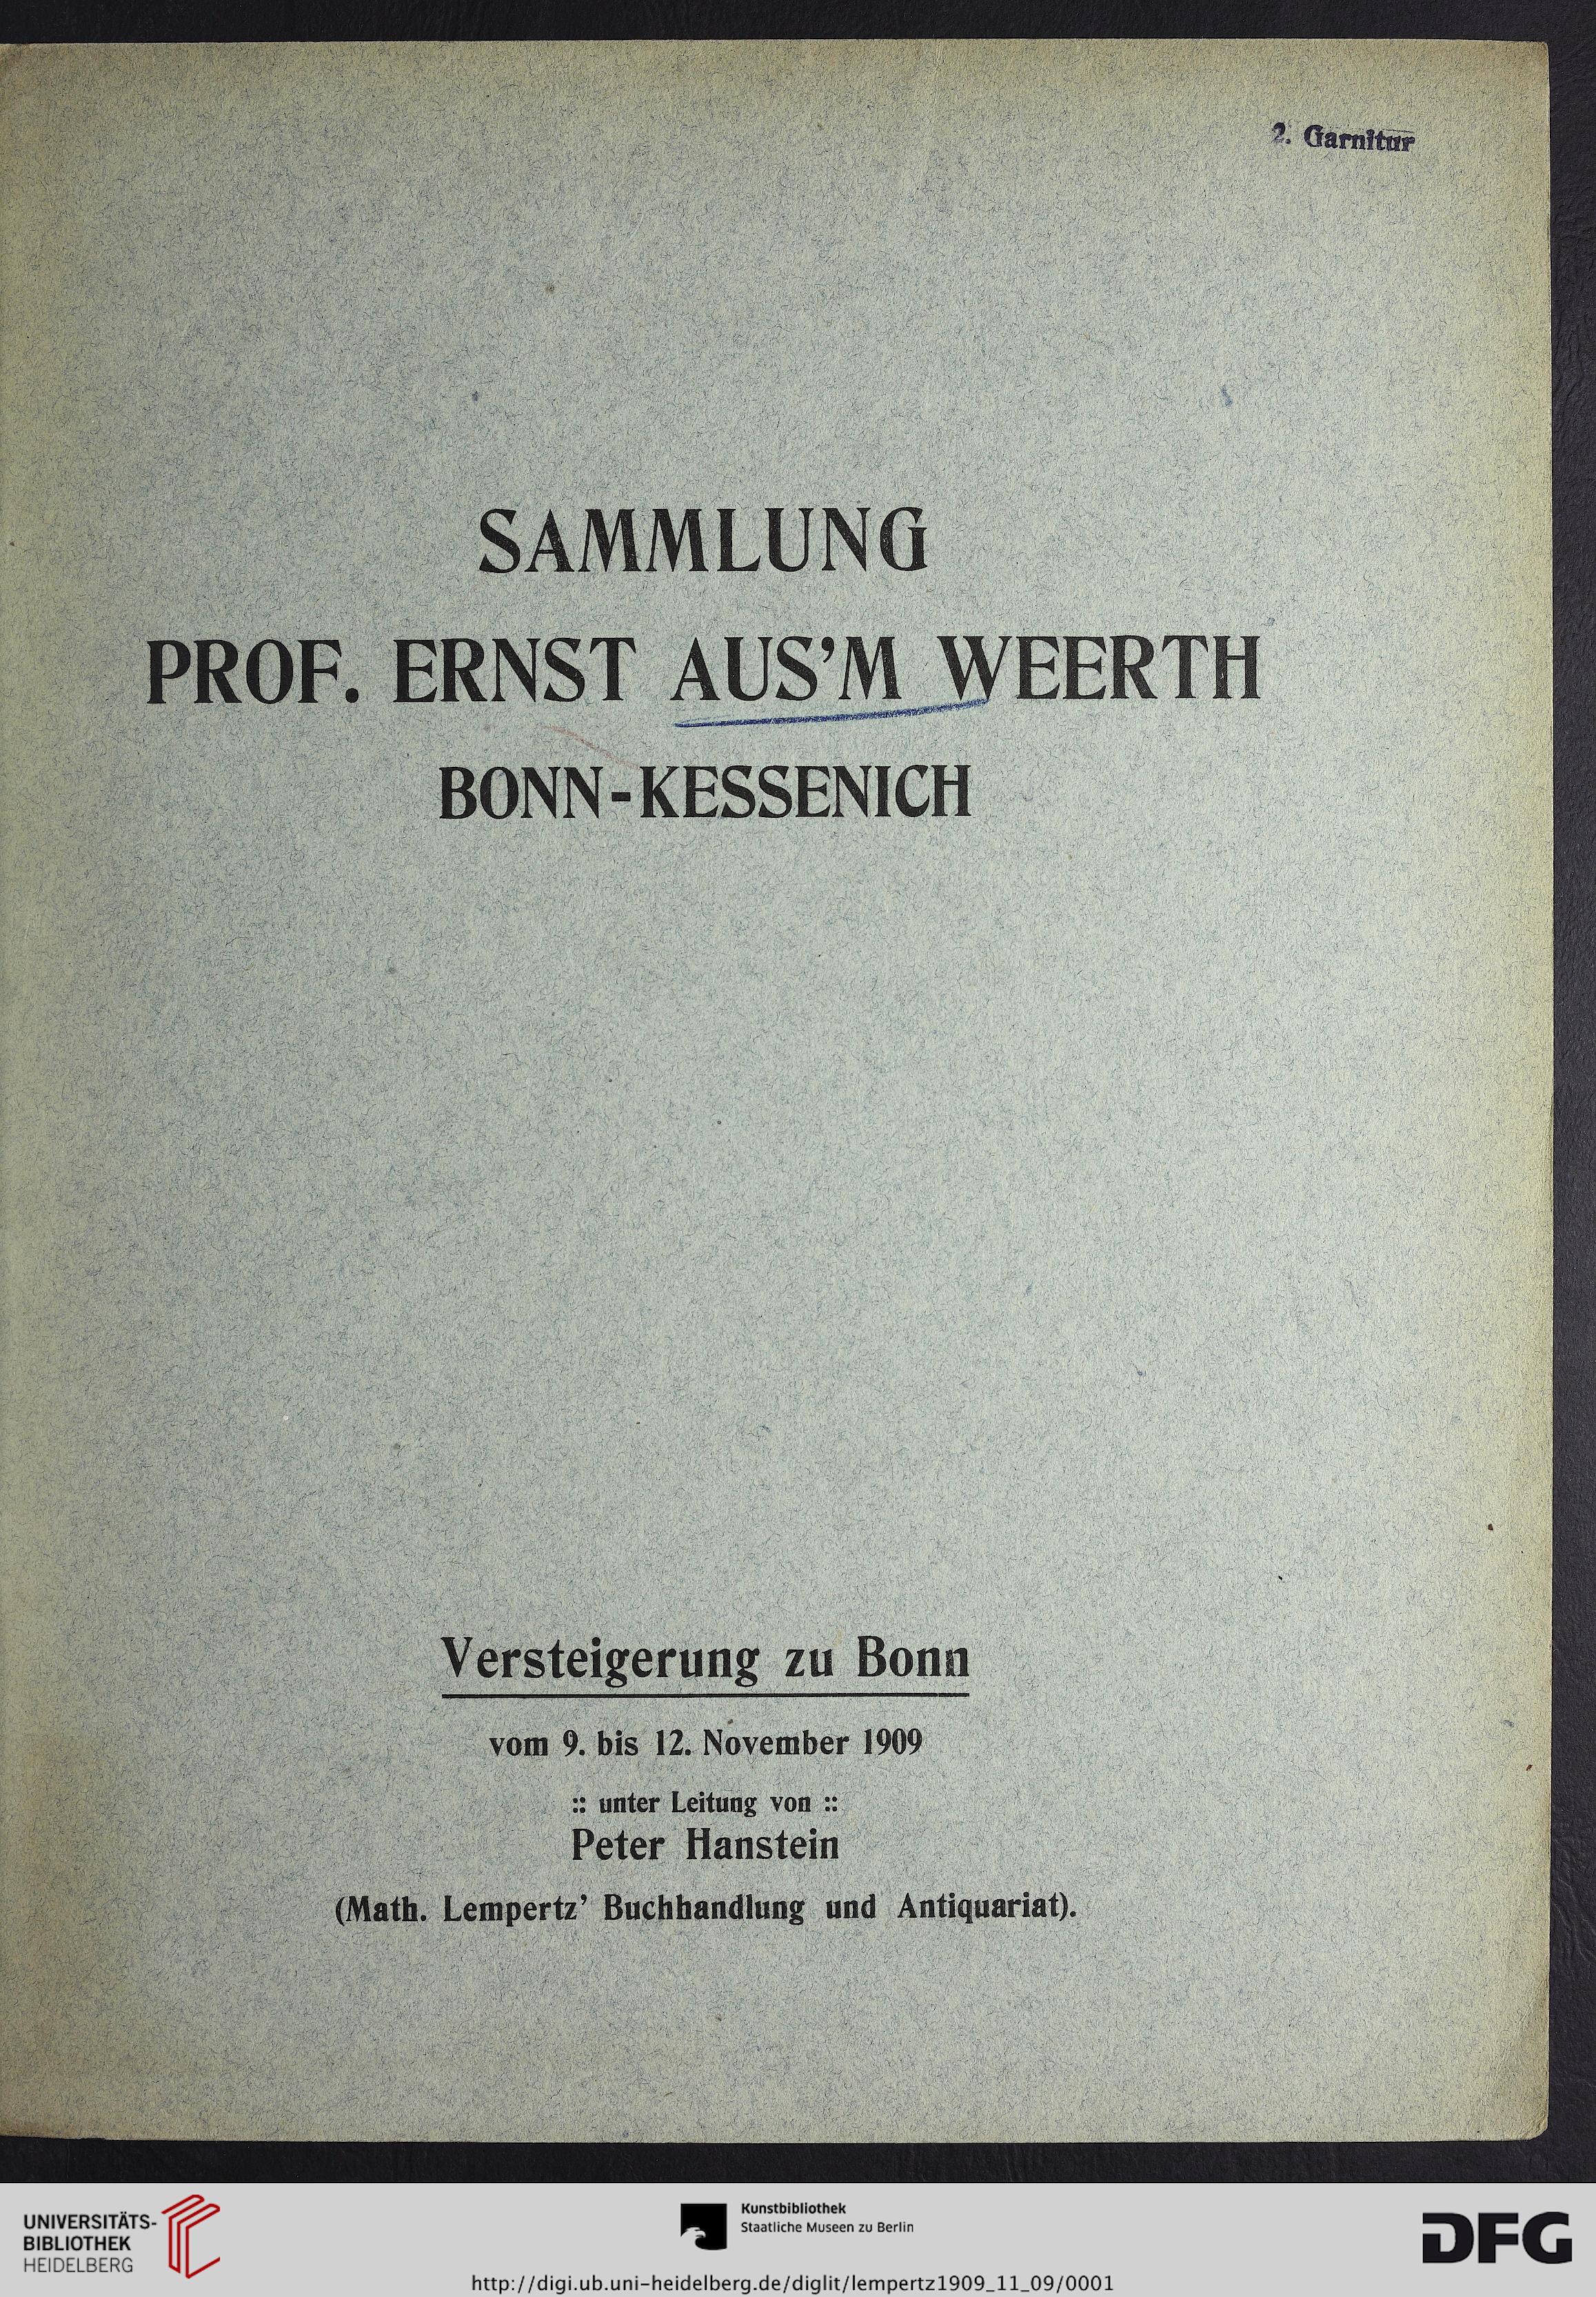 2. Garnitur
SAMMLUNG
PROF. ERNST AUS'M WEERTH
BONN-KESSENICH
Versteigerung zu Bonn
vom 9. bis 12. November 1909
:: unter Leitung von ::
Peter Hanstein
(Math. Lempertz' Buchhandlung und Antiquariat).
UNIVERSITÄTS-
BIBLIOTHEK
HEIDELBERG
Kunstbibliothek
Staatliche Museen zu Berlin
DFG
http://digi.ub.uni-heidelberg.de/diglit/lempertz1909_11_09/0001